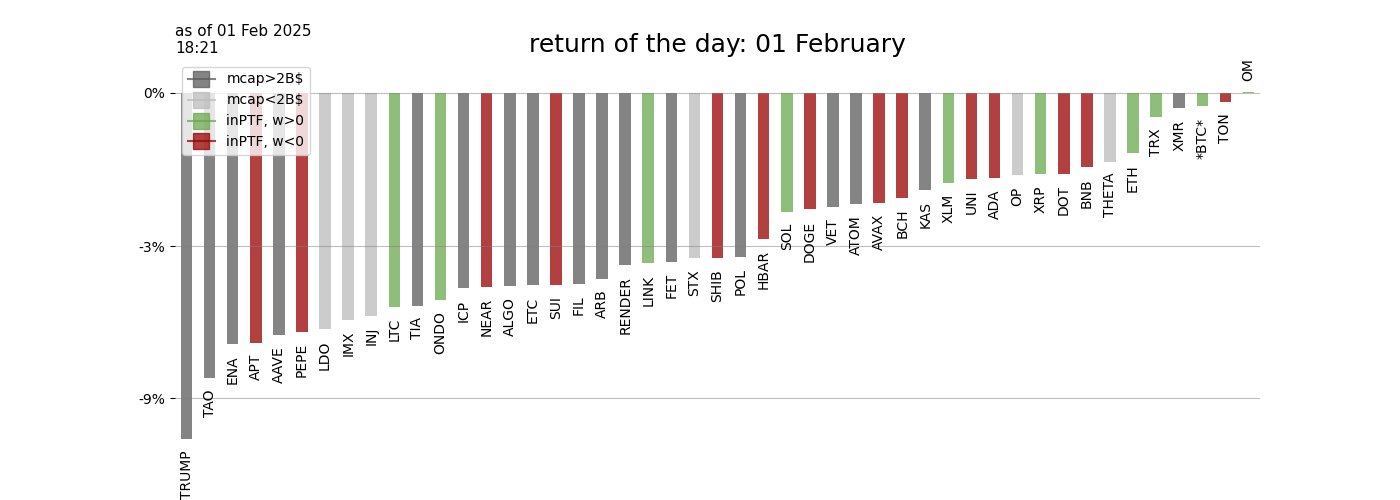 as of 01 Feb 2025
18:21
return of the day: 01 February
mcap>2B$
mcap<2B$
inPTF, w>0
inPTF, w<0
0%
-3%
-9%
TRUMP
TAO
ENA
APT
AAVE
PEPE
LDO
IMX
INJ
LTC
TIA
ONDO
ICP
NEAR
ALGO
ETC
SUI
FIL
ARB
RENDER
LINK
FET
STX
SHIB
POL
HBAR
SOL
DOGE
VET
ATOM
AVAX
BCH
KAS
XLM
UNI
ADA
OP
XRP
DOT
BNB
THETA
ETH
TRX
XMR
*BTC*
TON
OM